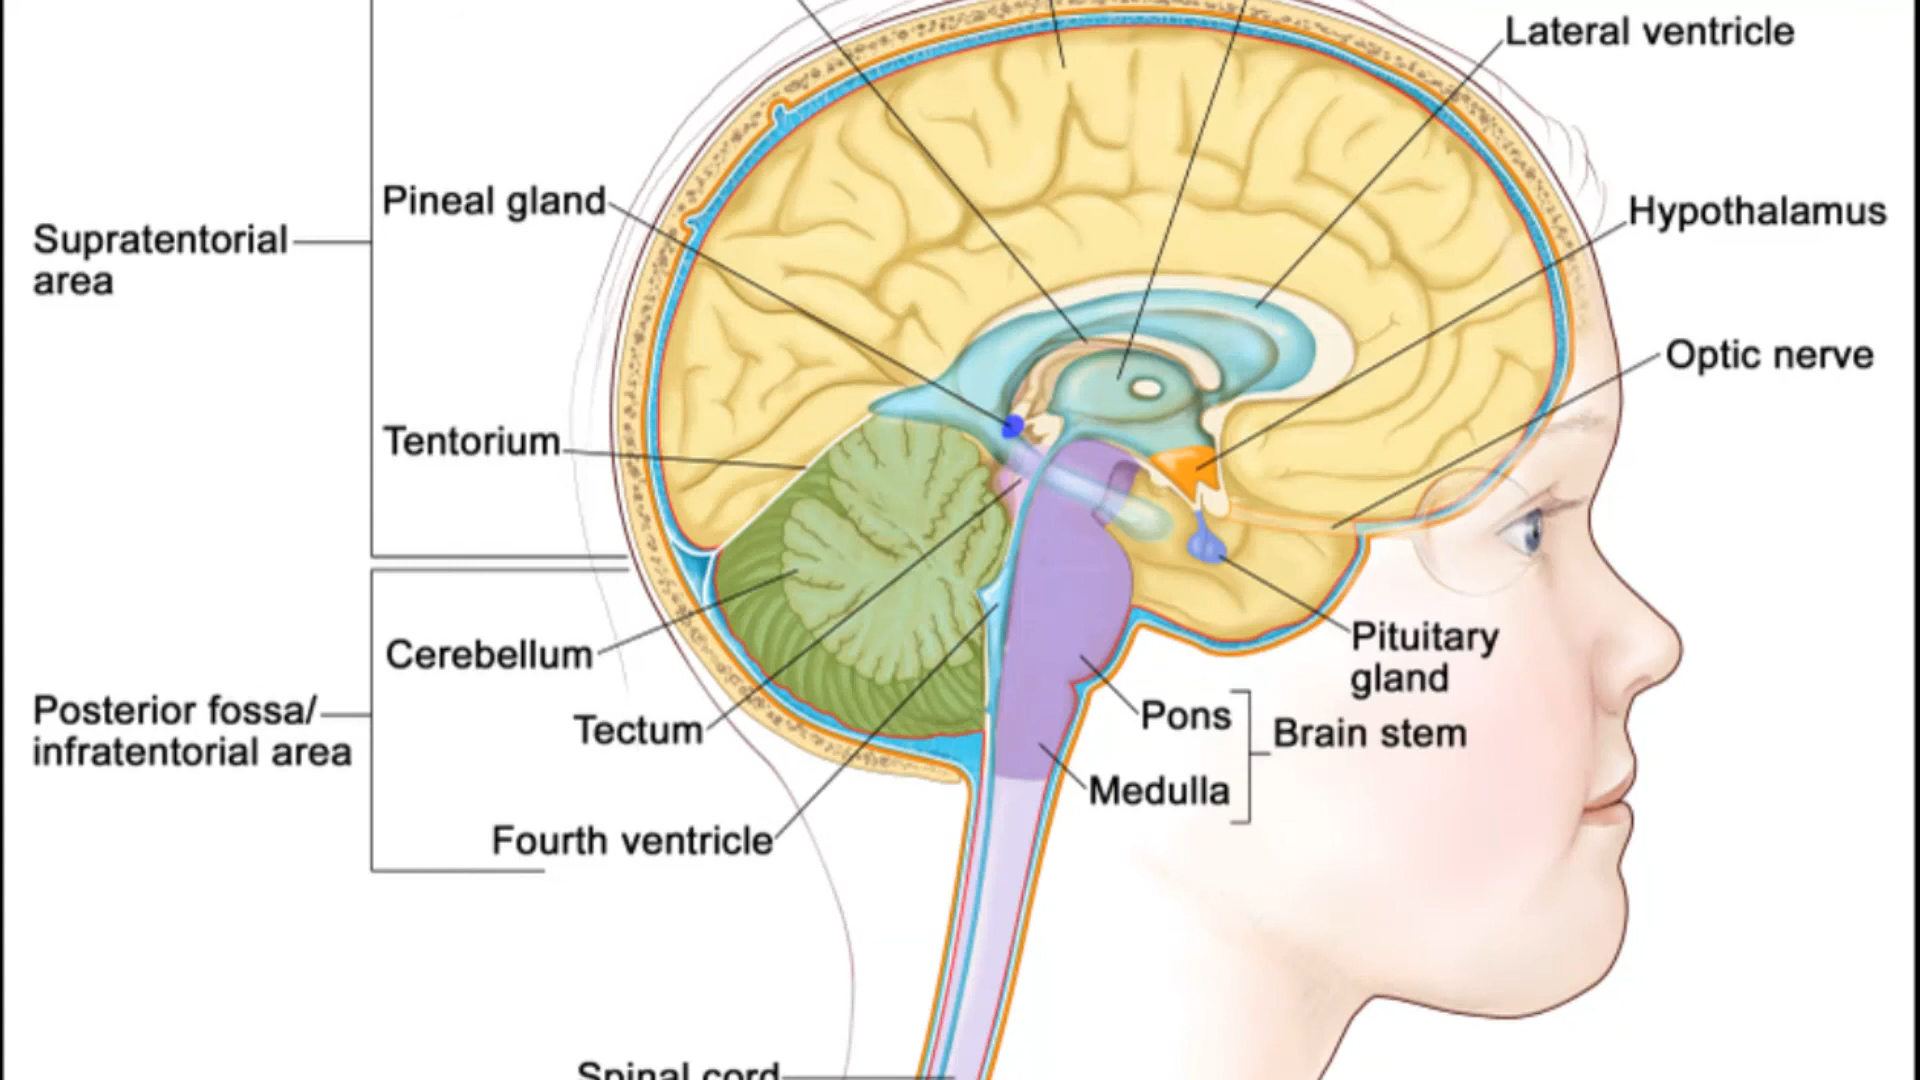 Lateral ventricle
Pineal gland
Hypothalamus
Supratentorial
area
Optic nerve
Tentorium
Cerebellum
Pituitary
gland
Posterior fossa/
infratentorial area
Tectum
Pons
Brain stem
Medulla
Fourth ventricle
Spinal cord